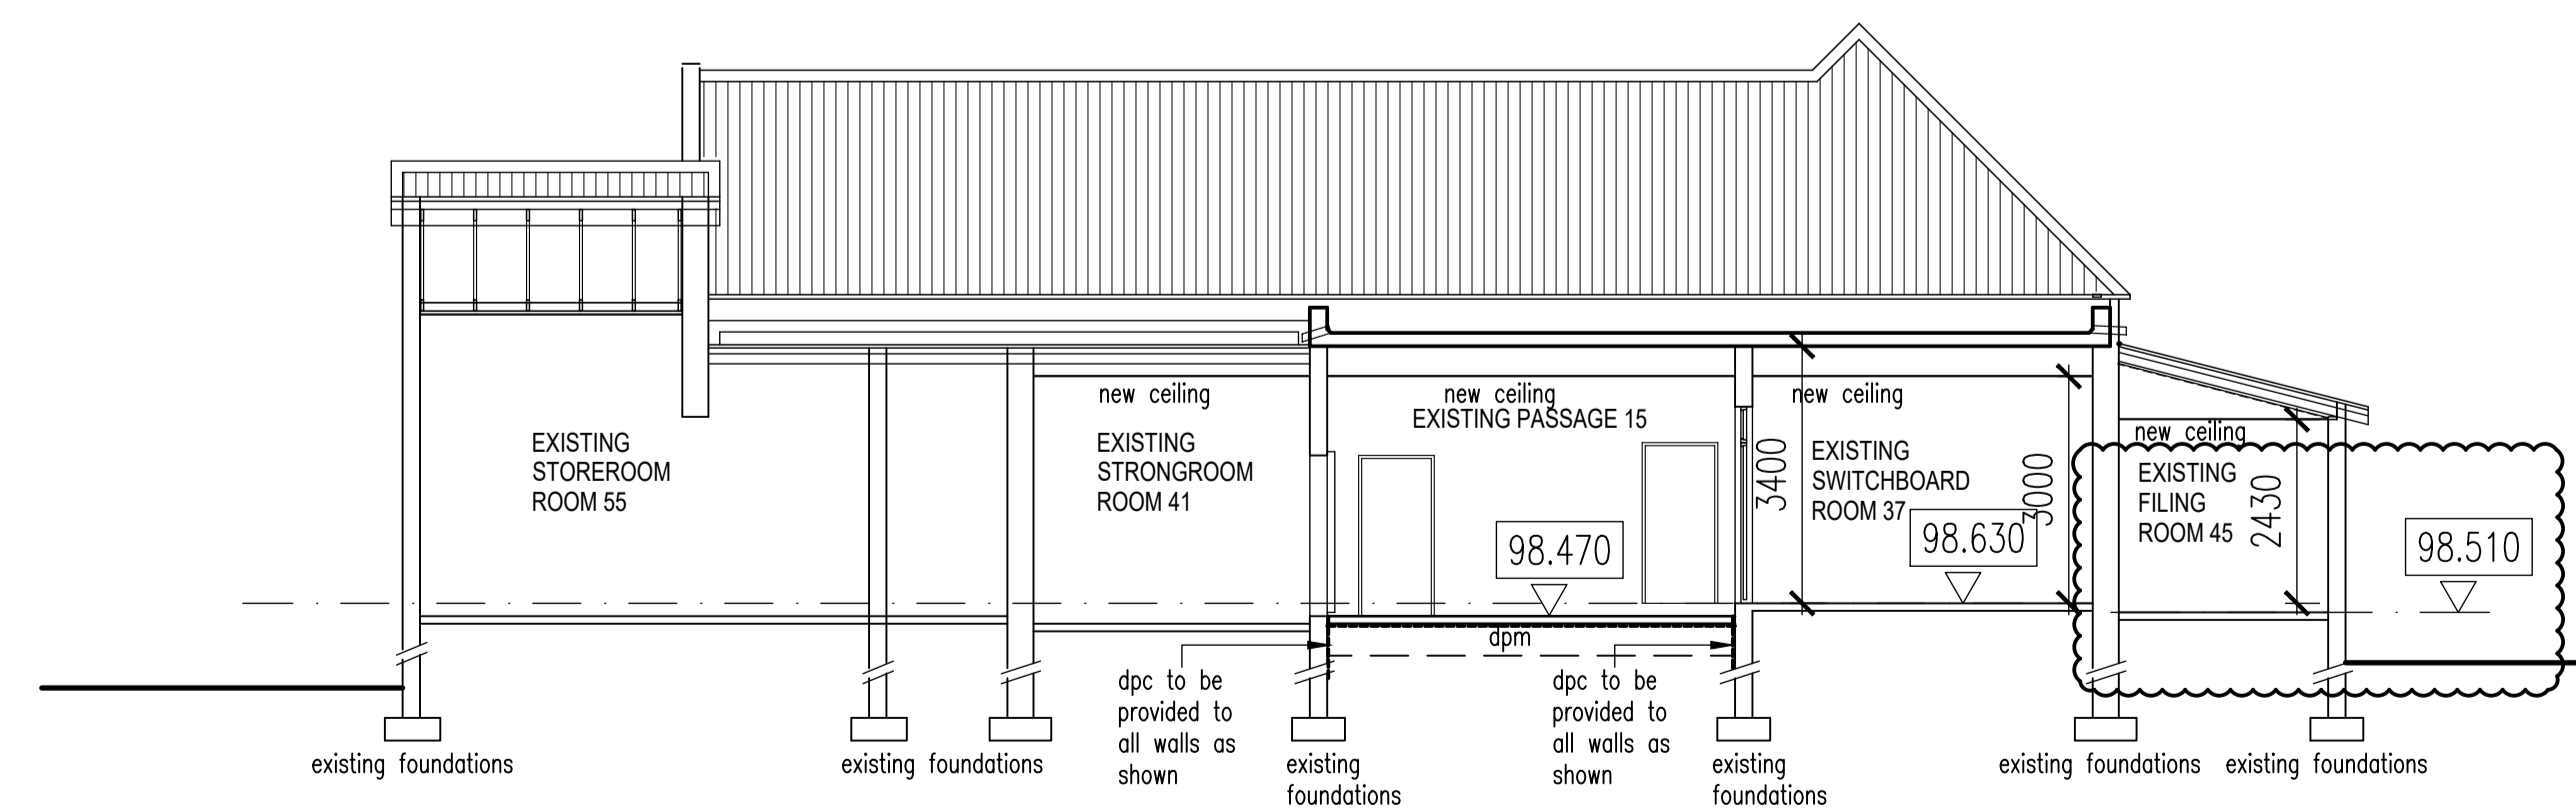 new ceiling
new ceiling
new ceiling
new ceiling
EXISTING
STOREROOM
ROOM 55
EXISTING
STRONGROOM
ROOM 41
EXISTING PASSAGE 15
98.470
3400
EXISTING
SWITCHBOARD
ROOM 37
98.630
3000
EXISTING
FILING
ROOM 45
2430
98.510
dpm
dpc to be
provided to
all walls as
shown
dpc to be
provided to
all walls as
shown
existing foundations
existing foundations
existing
foundations
existing
foundations
existing foundations
existing foundations